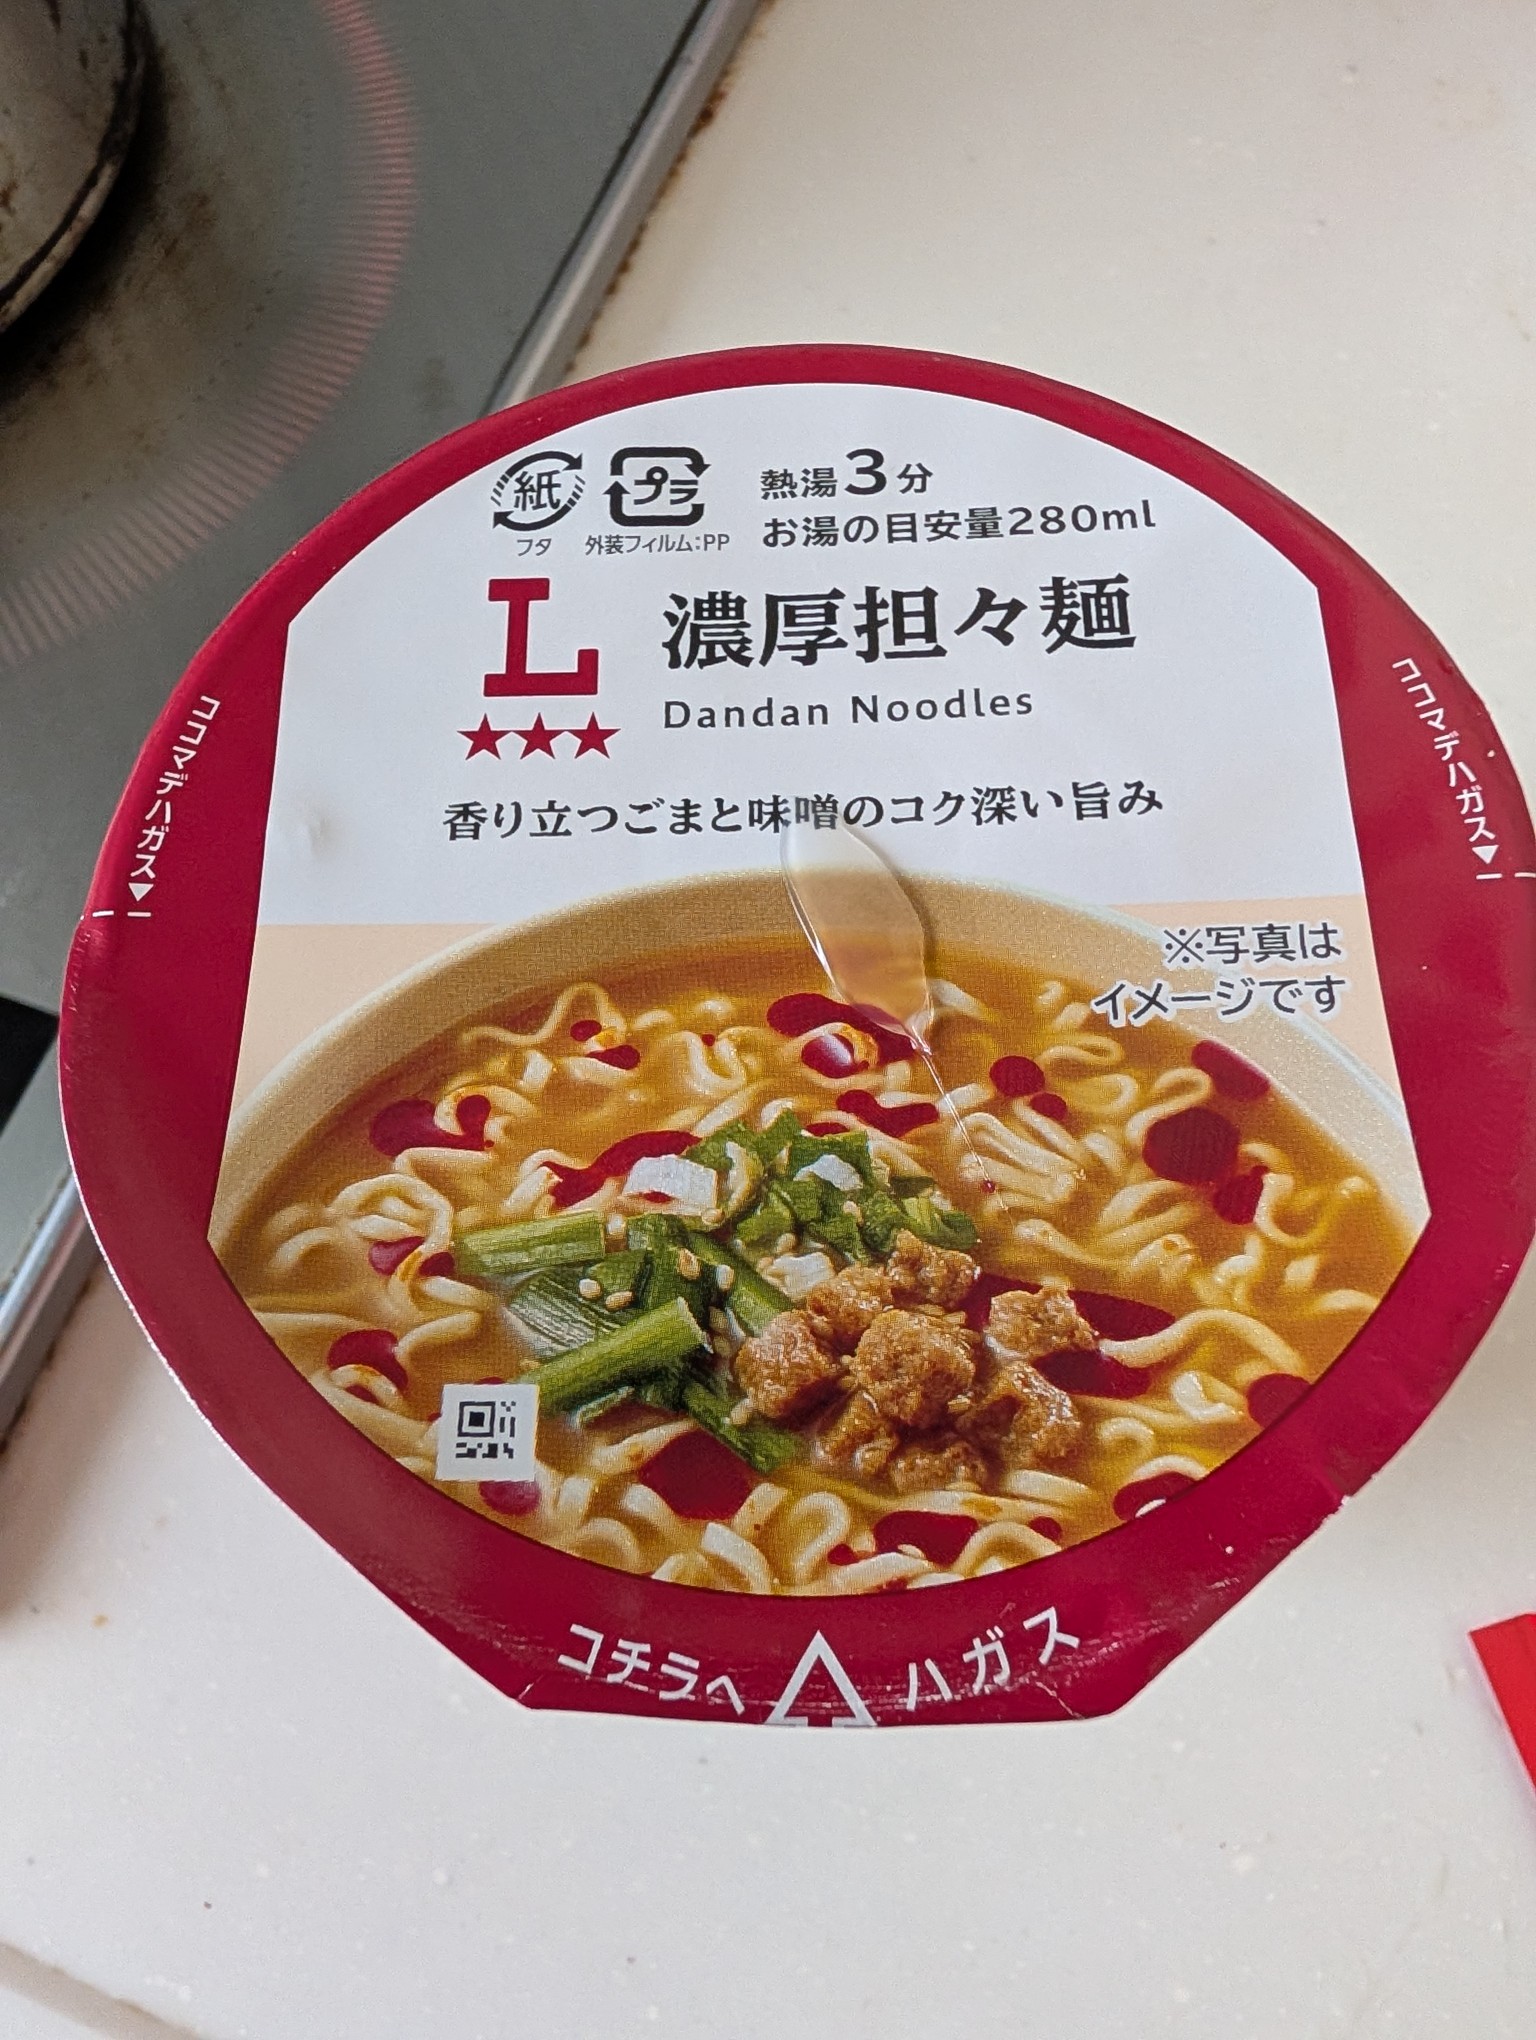 紙
プラ
フタ
外装フィルム:PP
熱湯3分
お湯の目安量280ml
L
濃厚担々麺
Dandan Noodles
香り立つごまと味噌のコク深い旨み
※写真は
イメージです
ココマデハガス▼
ココマデハガス▼
コチラへ ハガス